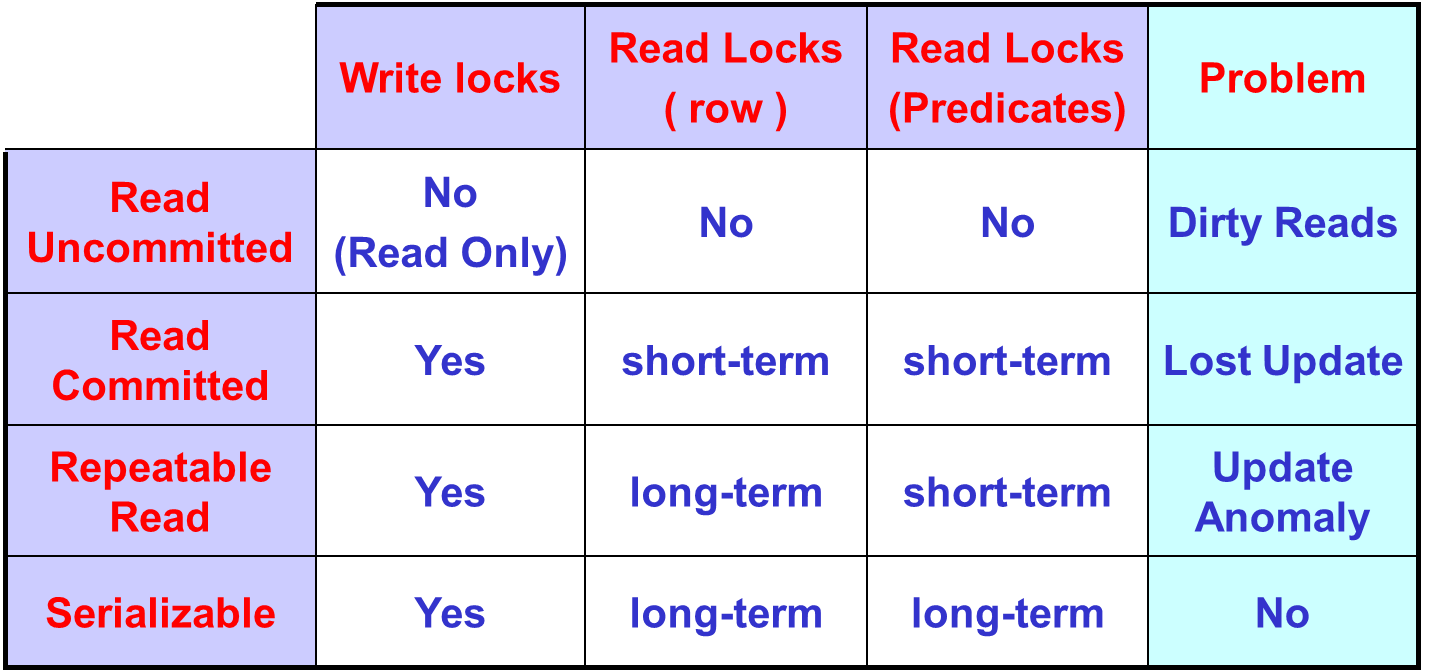 Write locks
Read Locks
( row )
Read Locks
(Predicates)
Problem
Read
Uncommitted
No
(Read Only)
No
No
Dirty Reads
Read
Committed
Yes
short-term
short-term
Lost Update
Repeatable
Read
Yes
long-term
short-term
Update
Anomaly
Serializable
Yes
long-term
long-term
No